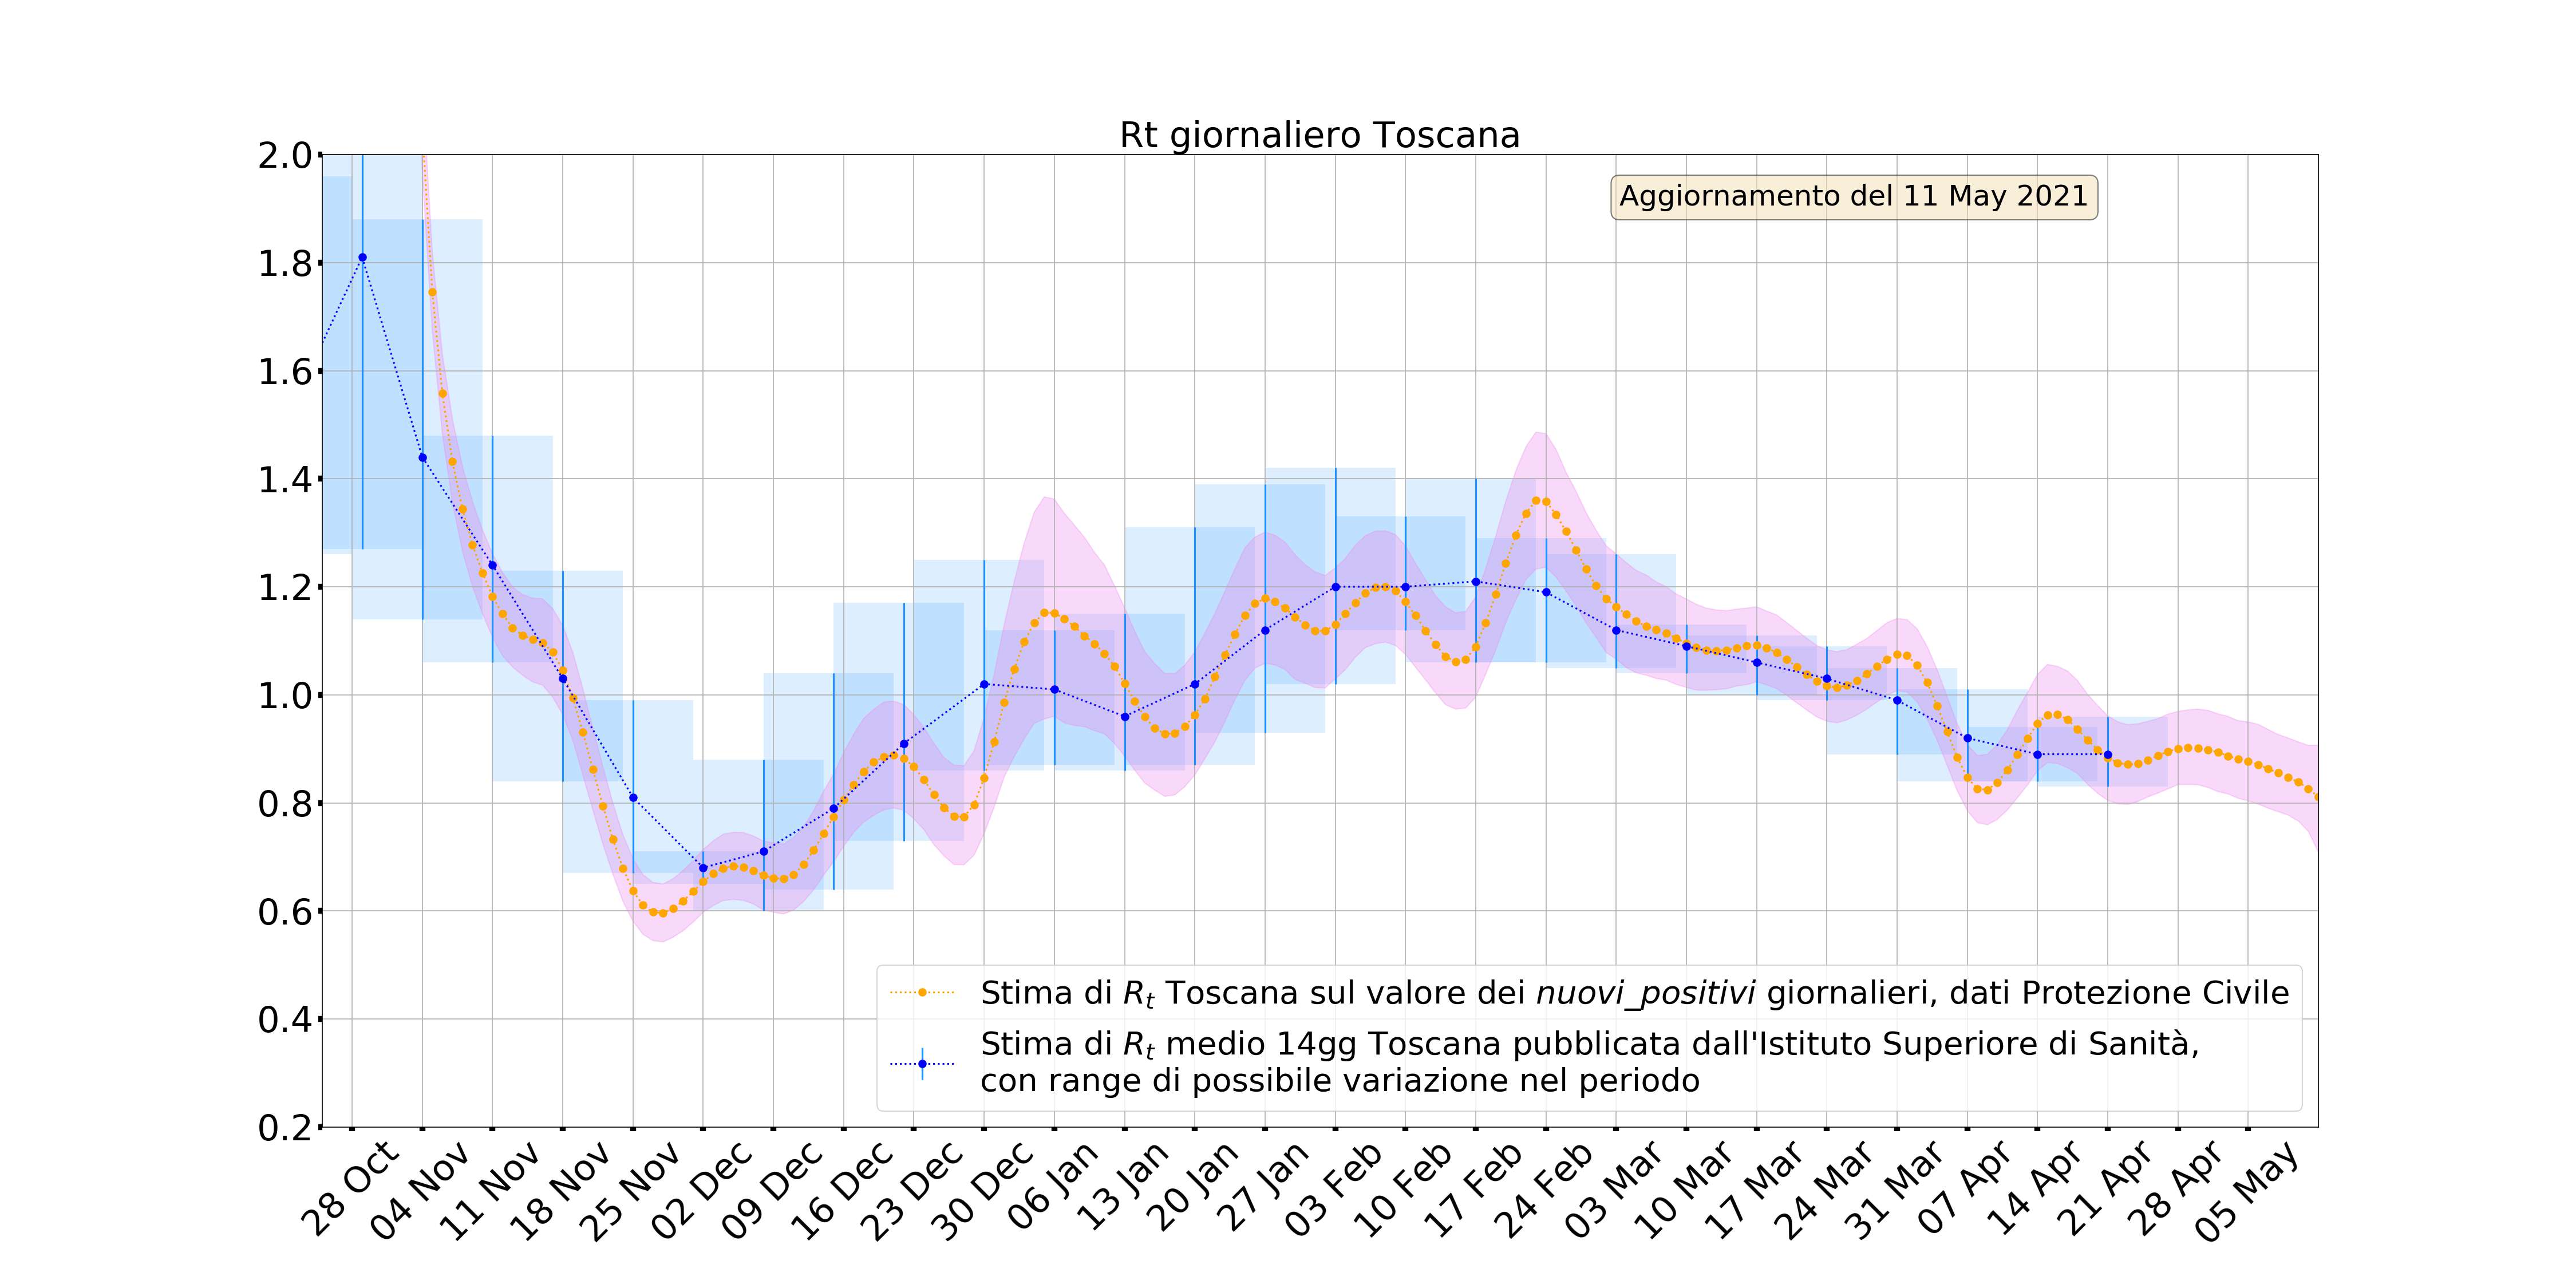 Rt giornaliero Toscana
Aggiornamento del 11 May 2021
2.0
1.8
1.6
1.4
1.2
1.0
0.8
0.6
0.4
0.2
Stima di Rt Toscana sul valore dei nuovi_positivi giornalieri, dati Protezione Civile
Stima di Rt medio 14gg Toscana pubblicata dall'Istituto Superiore di Sanità,
con range di possibile variazione nel periodo
28 Oct
04 Nov
11 Nov
18 Nov
25 Nov
02 Dec
09 Dec
16 Dec
23 Dec
30 Dec
06 Jan
13 Jan
20 Jan
27 Jan
03 Feb
10 Feb
17 Feb
24 Feb
03 Mar
10 Mar
17 Mar
24 Mar
31 Mar
07 Apr
14 Apr
21 Apr
28 Apr
05 May